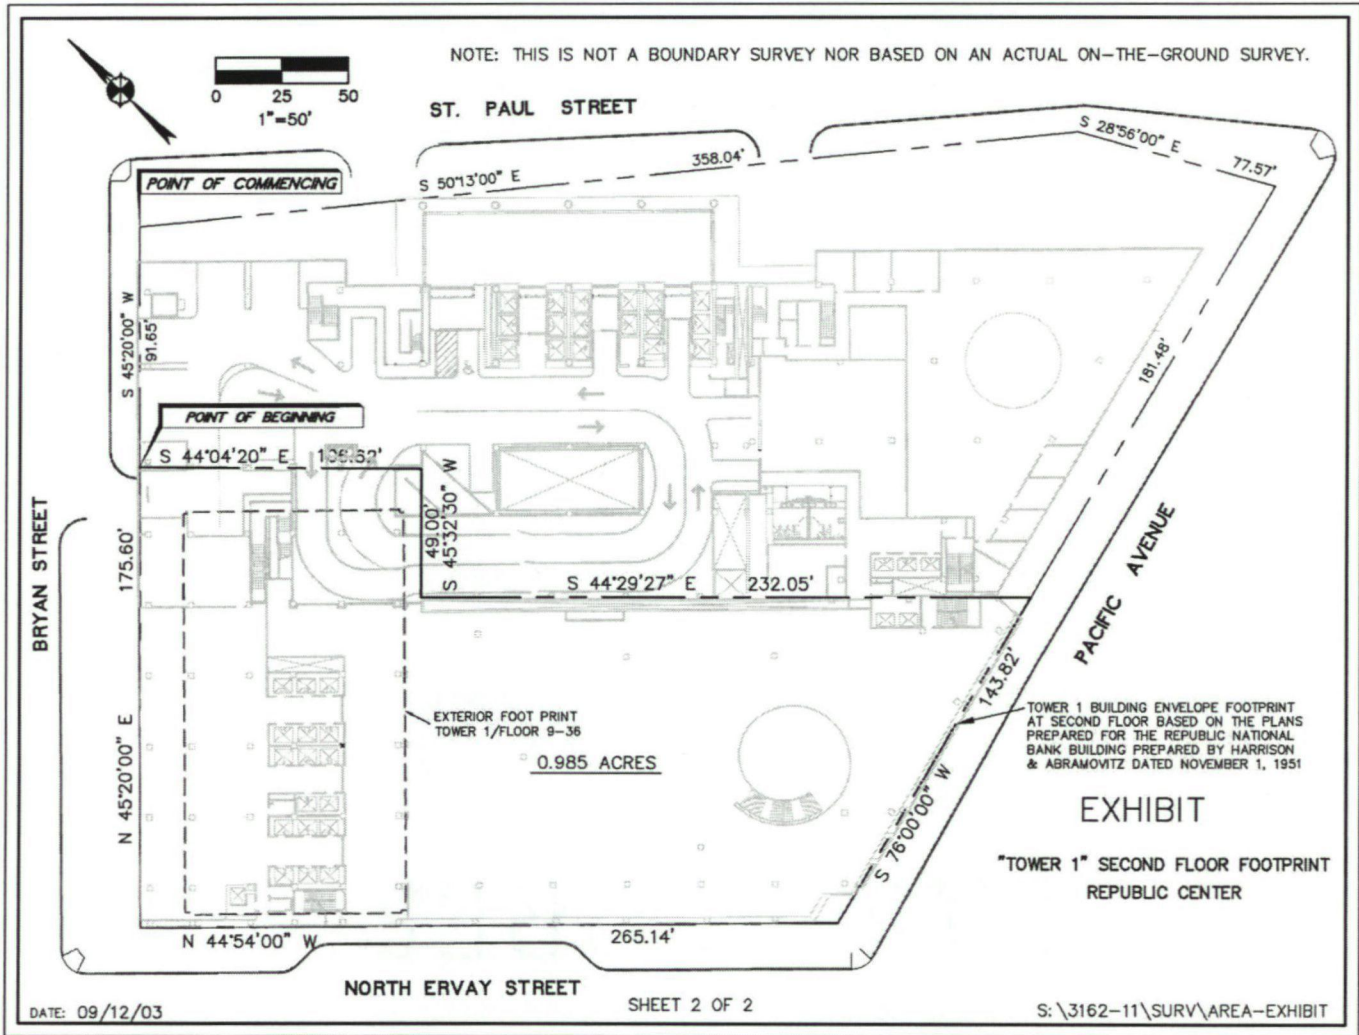 NOTE: THIS IS NOT A BOUNDARY SURVEY NOR BASED ON AN ACTUAL ON-THE-GROUND SURVEY.
0 25 50
1"=50'
ST. PAUL STREET
S 28°56'00" E
77.57'
358.04'
S 50°13'00" E
POINT OF COMMENCING
S 45°20'00" W
91.65'
181.48'
POINT OF BEGINNING
S 44°04'20" E
49.00'
S 45°32'30" W
S 44°29'27" E 232.05'
BRYAN STREET
175.60'
N 45°20'00" E
PACIFIC AVENUE
143.82'
S 76°00'00" W
EXTERIOR FOOT PRINT
TOWER 1/FLOOR 9-36
0.985 ACRES
TOWER 1 BUILDING ENVELOPE FOOTPRINT
AT SECOND FLOOR BASED ON THE PLANS
PREPARED FOR THE REPUBLIC NATIONAL
BANK BUILDING PREPARED BY HARRISON
& ABRAMOVITZ DATED NOVEMBER 1, 1951
EXHIBIT
"TOWER 1" SECOND FLOOR FOOTPRINT
REPUBLIC CENTER
N 44°54'00" W
265.14'
NORTH ERVAY STREET
DATE: 09/12/03
SHEET 2 OF 2
S:\3162-11\SURV\AREA-EXHIBIT